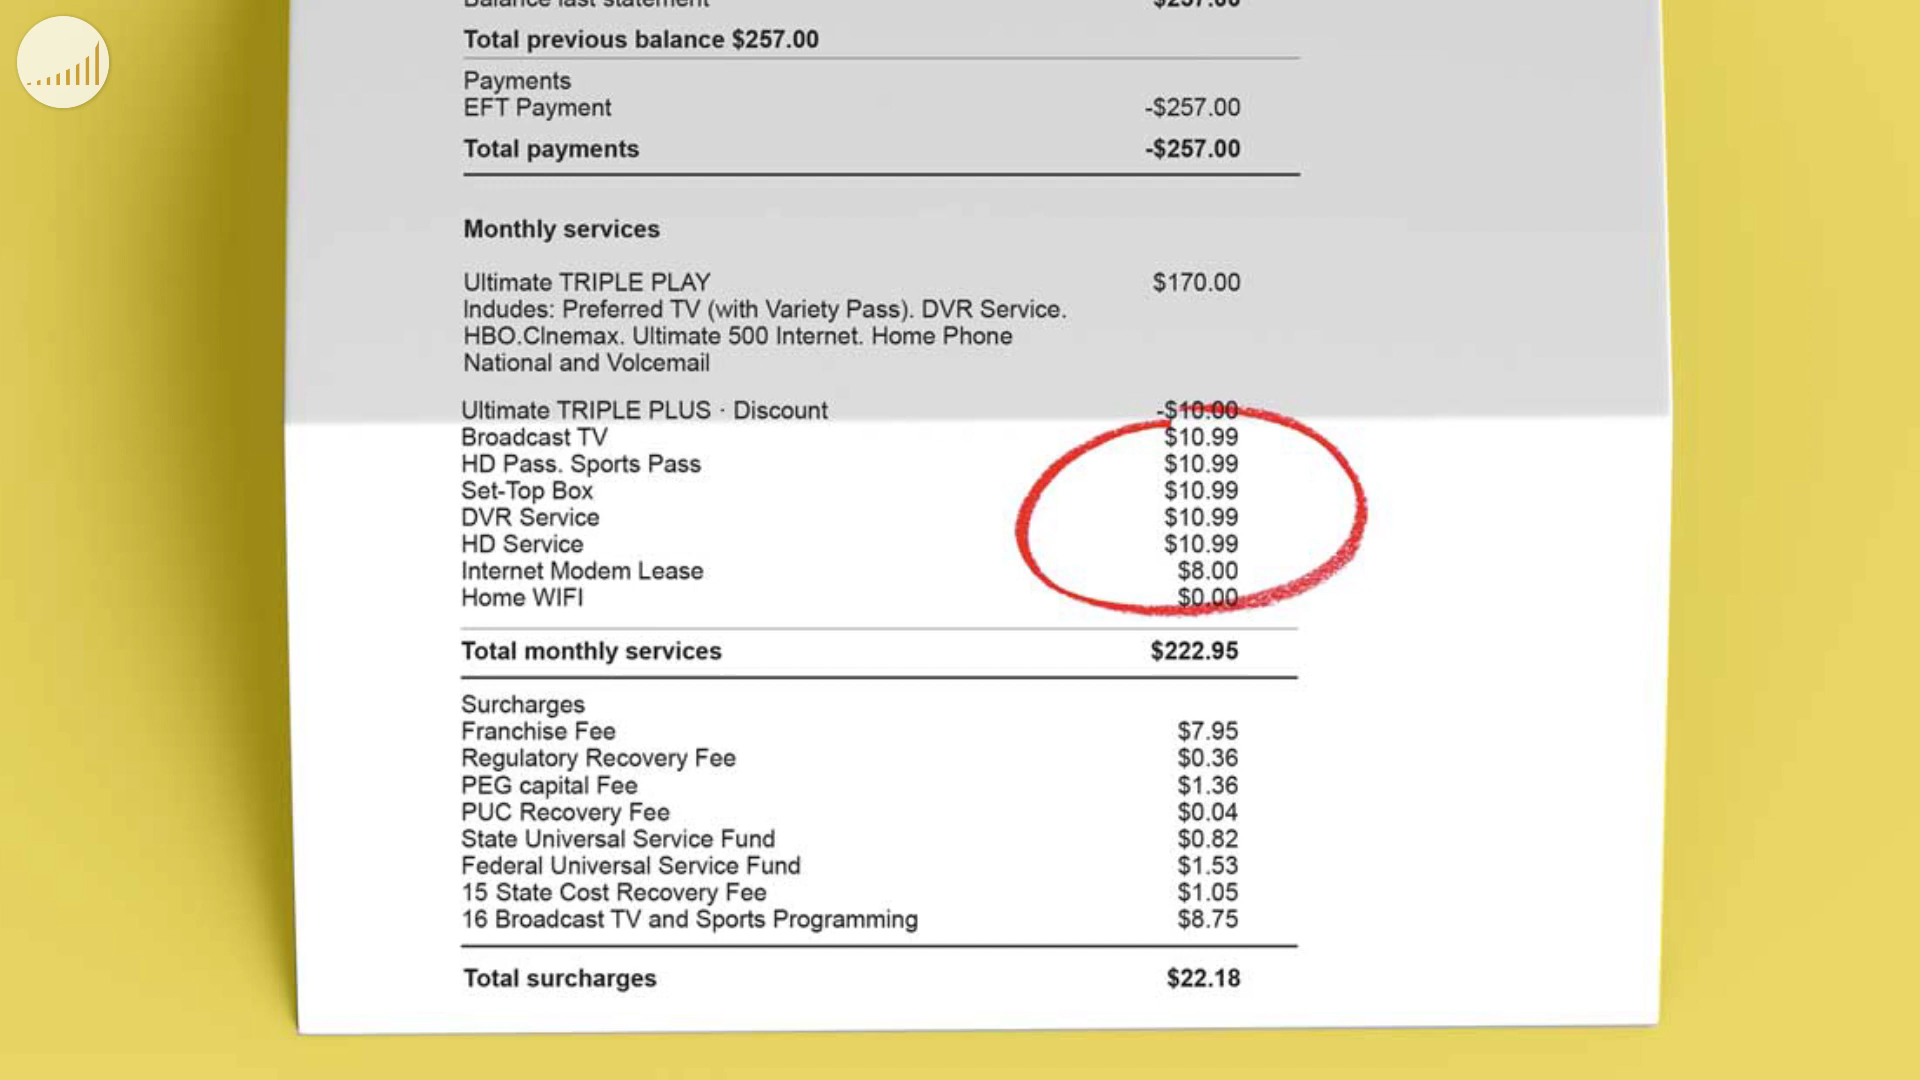 Balance last statement $257.00
Total previous balance $257.00
Payments
EFT Payment -$257.00
Total payments -$257.00
Monthly services
Ultimate TRIPLE PLAY $170.00
Indudes: Preferred TV (with Variety Pass). DVR Service.
HBO.CInemax. Ultimate 500 Internet. Home Phone
National and Volcemail
Ultimate TRIPLE PLUS · Discount -$10.00
Broadcast TV $10.99
HD Pass. Sports Pass $10.99
Set-Top Box $10.99
DVR Service $10.99
HD Service $10.99
Internet Modem Lease $8.00
Home WIFI $0.00
Total monthly services $222.95
Surcharges
Franchise Fee $7.95
Regulatory Recovery Fee $0.36
PEG capital Fee $1.36
PUC Recovery Fee $0.04
State Universal Service Fund $0.82
Federal Universal Service Fund $1.53
15 State Cost Recovery Fee $1.05
16 Broadcast TV and Sports Programming $8.75
Total surcharges $22.18